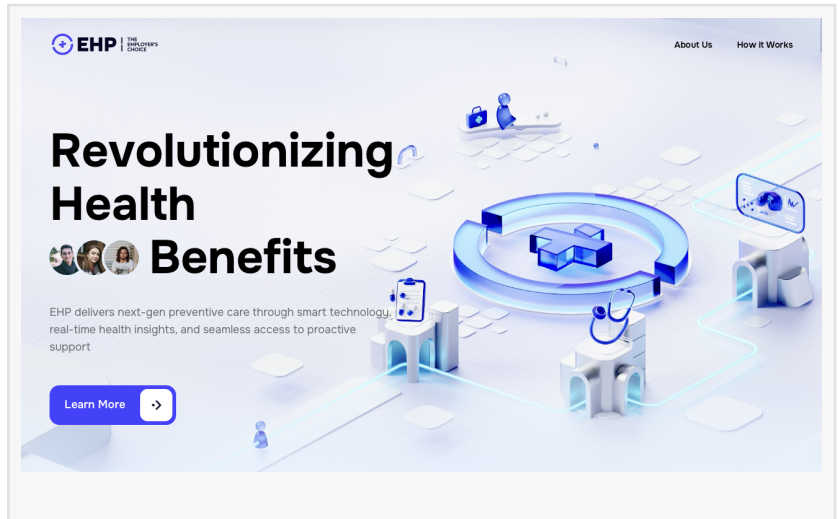 EHP
THE
EMPLOYER'S
CHOICE
About Us
How it Works
Revolutionizing
Health
Benefits
EHP delivers next-gen preventive care through smart technology,
real-time health insights, and seamless access to proactive
support
Learn More